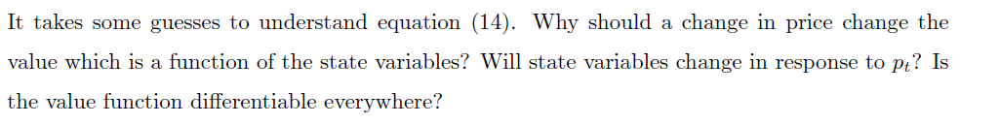 It takes some guesses to understand equation (14). Why should a change in price change the
value which is a function of the state variables? Will state variables change in response to pₜ? Is
the value function differentiable everywhere?